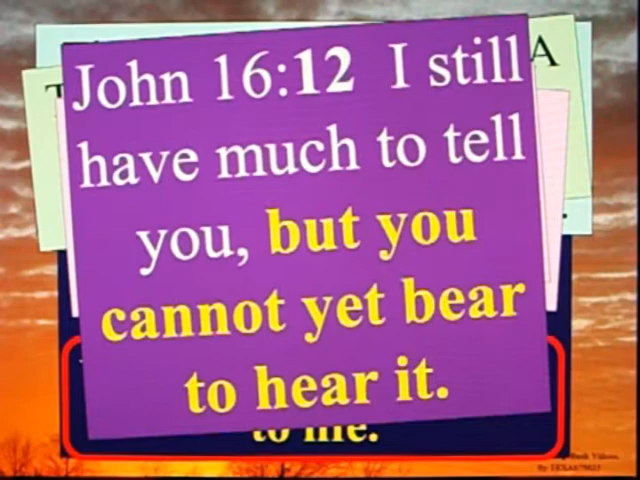 John 16:12 I still
have much to tell
you, but you
cannot yet bear
to hear it.
to me.
A
T